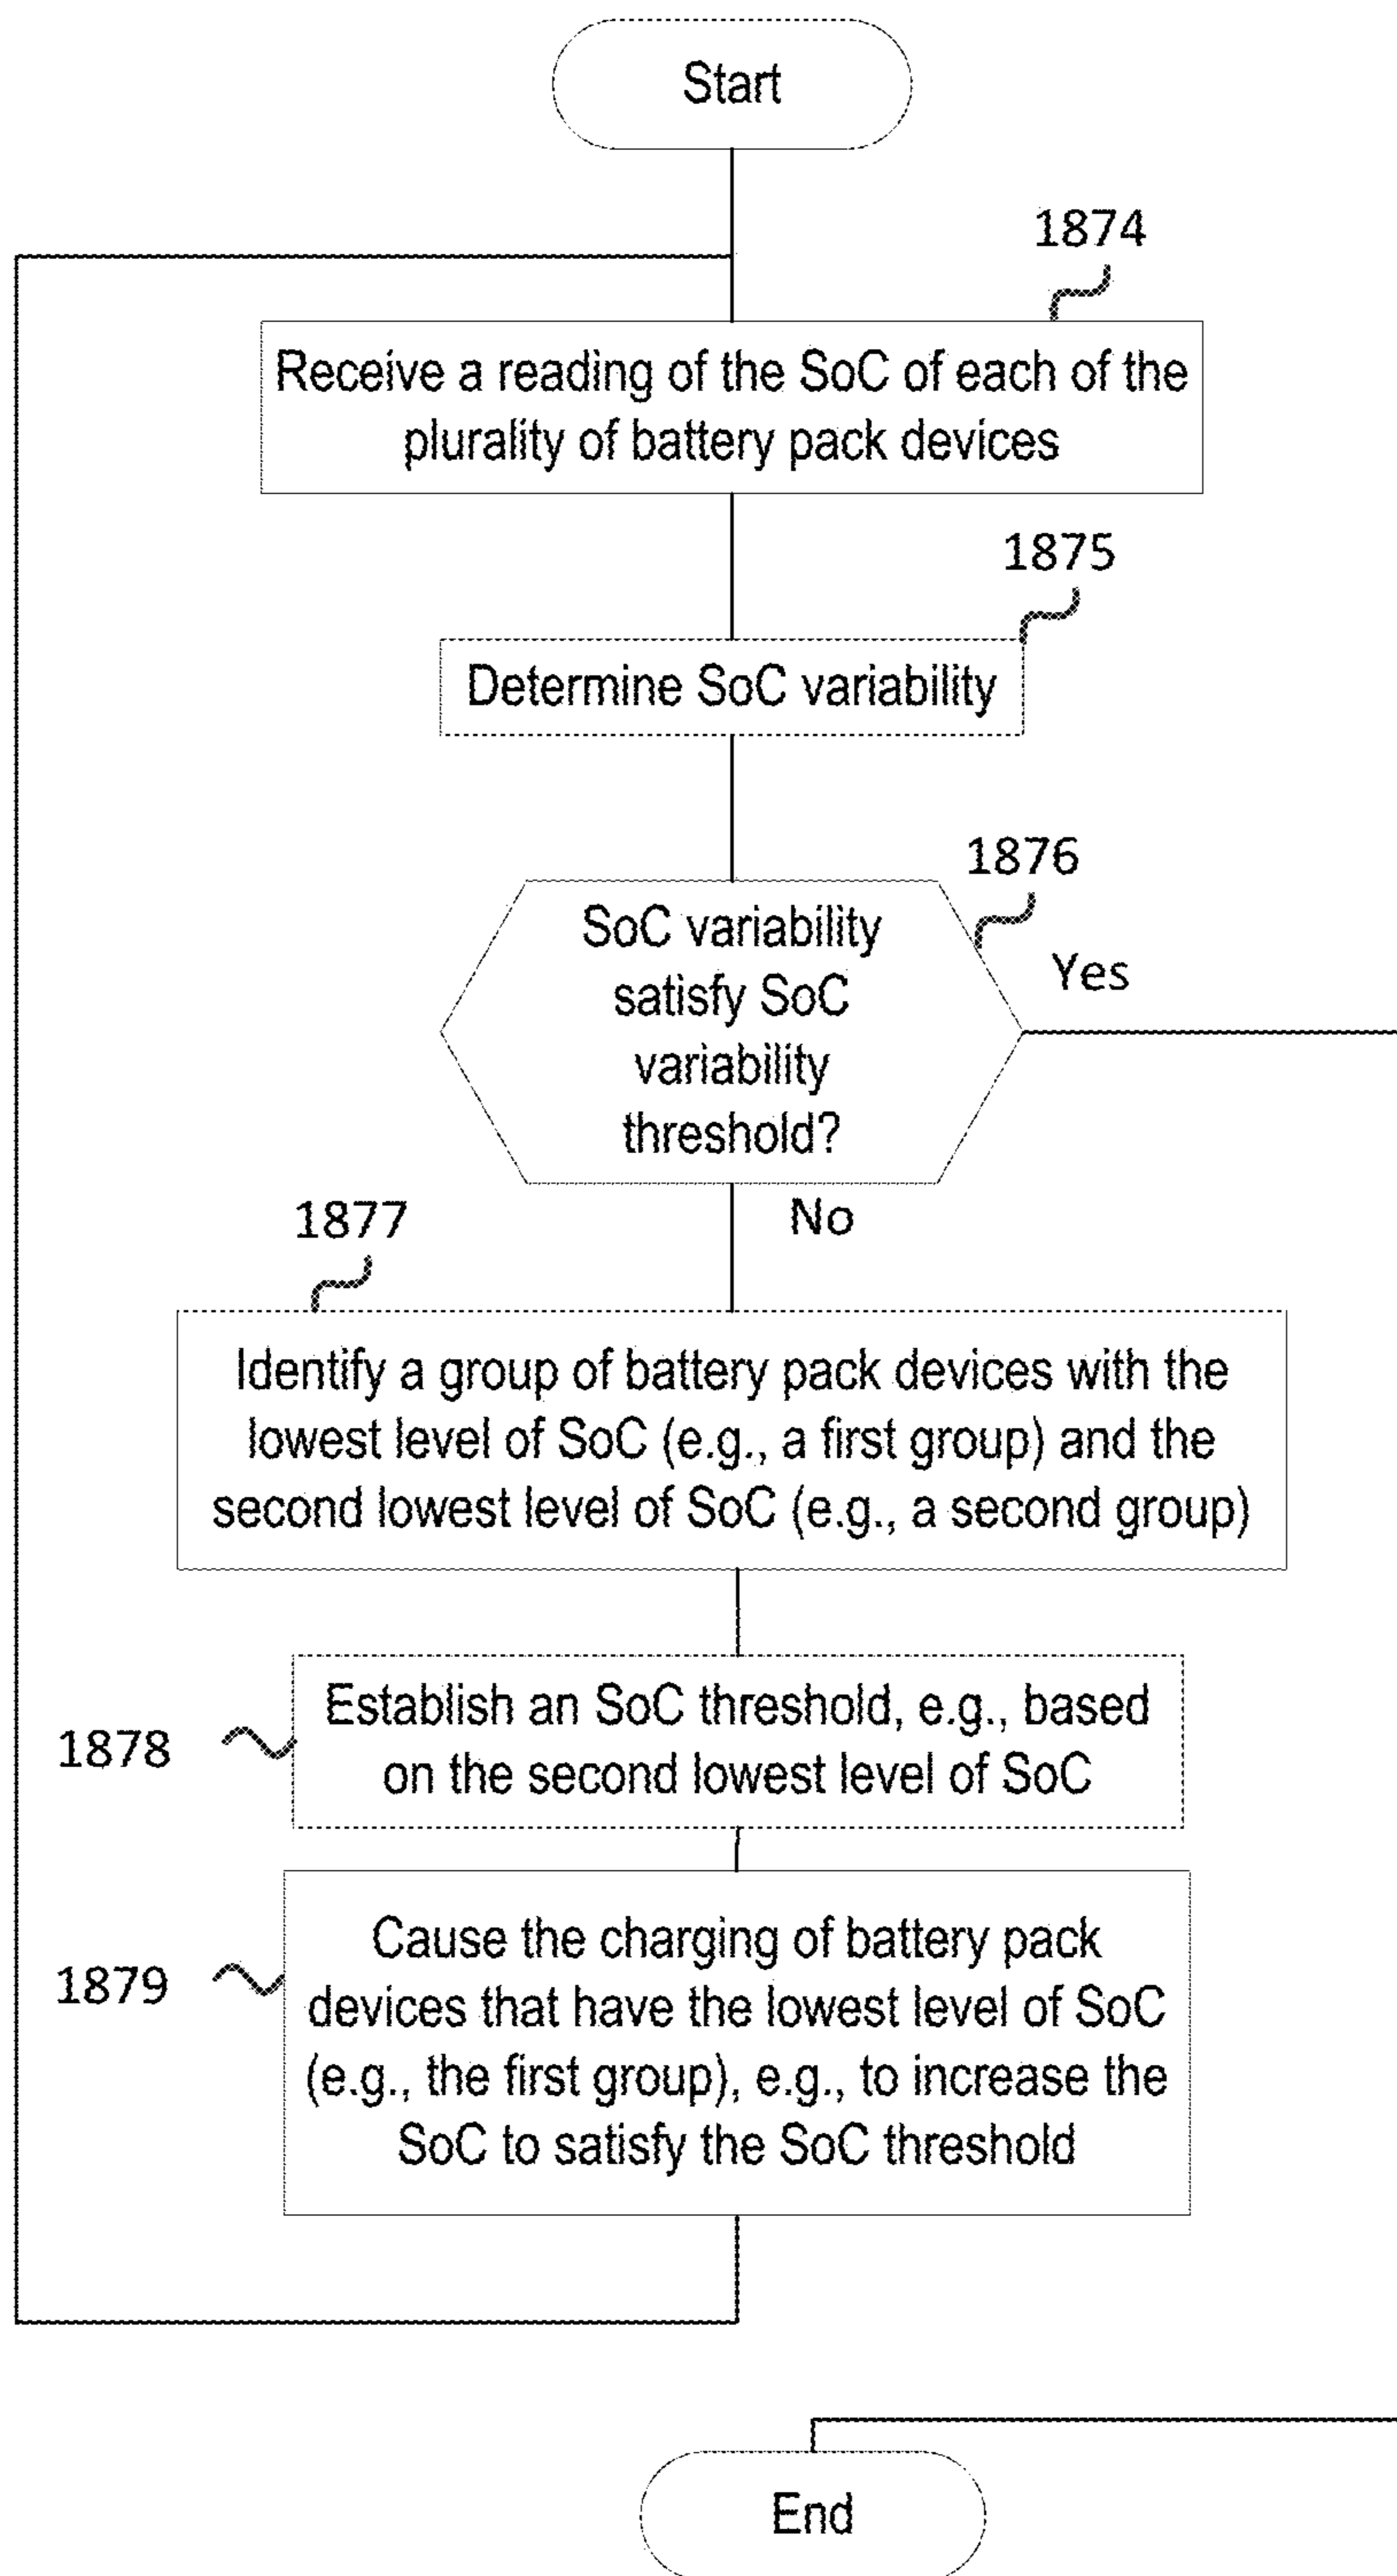 Start
1874
Receive a reading of the SoC of each of the
plurality of battery pack devices
1875
Determine SoC variability
1876
SoC variability
satisfy SoC
variability
threshold?
Yes
No
1877
Identify a group of battery pack devices with the
lowest level of SoC (e.g., a first group) and the
second lowest level of SoC (e.g., a second group)
1878
Establish an SoC threshold, e.g., based
on the second lowest level of SoC
1879
Cause the charging of battery pack
devices that have the lowest level of SoC
(e.g., the first group), e.g., to increase the
SoC to satisfy the SoC threshold
End